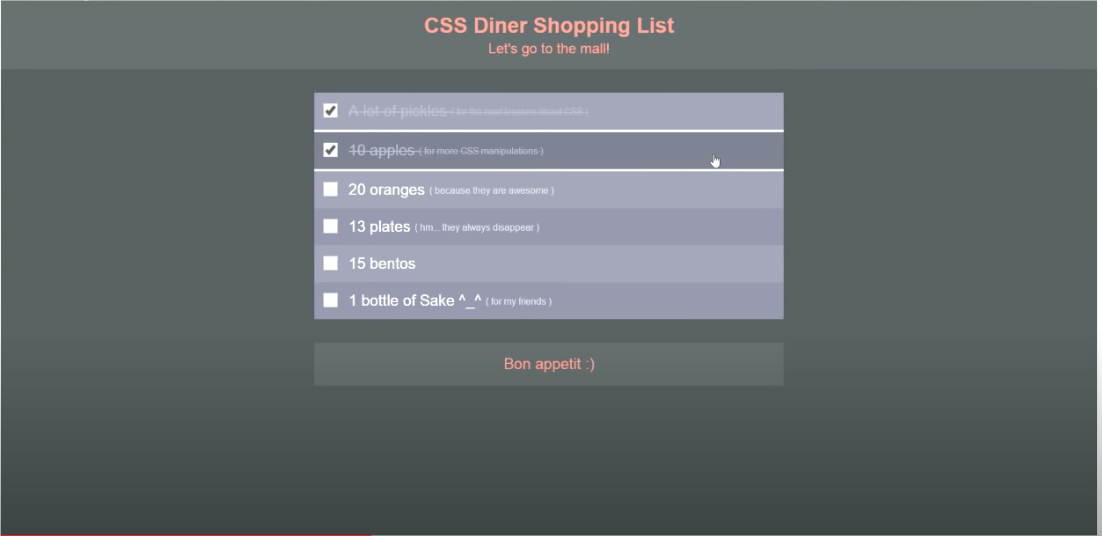 CSS Diner Shopping List
Let's go to the mall!
A lot of pickles ( for the next lessons about CSS )
10 apples ( for more CSS manipulations )
20 oranges ( because they are awesome )
13 plates ( hm... they always disappear )
15 bentos
1 bottle of Sake ^_^ ( for my friends )
Bon appetit :)